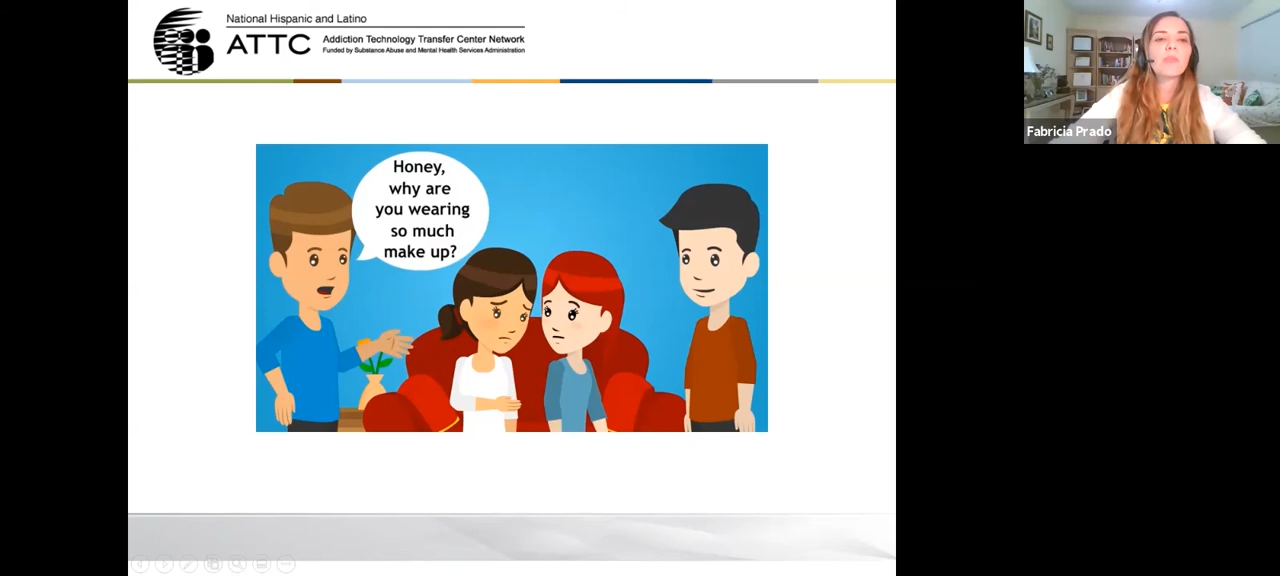 National Hispanic and Latino
ATTC
Addiction Technology Transfer Center Network
Funded by Substance Abuse and Mental Health Services Administration
Honey,
why are
you wearing
so much
make up?
Fabricia Prado